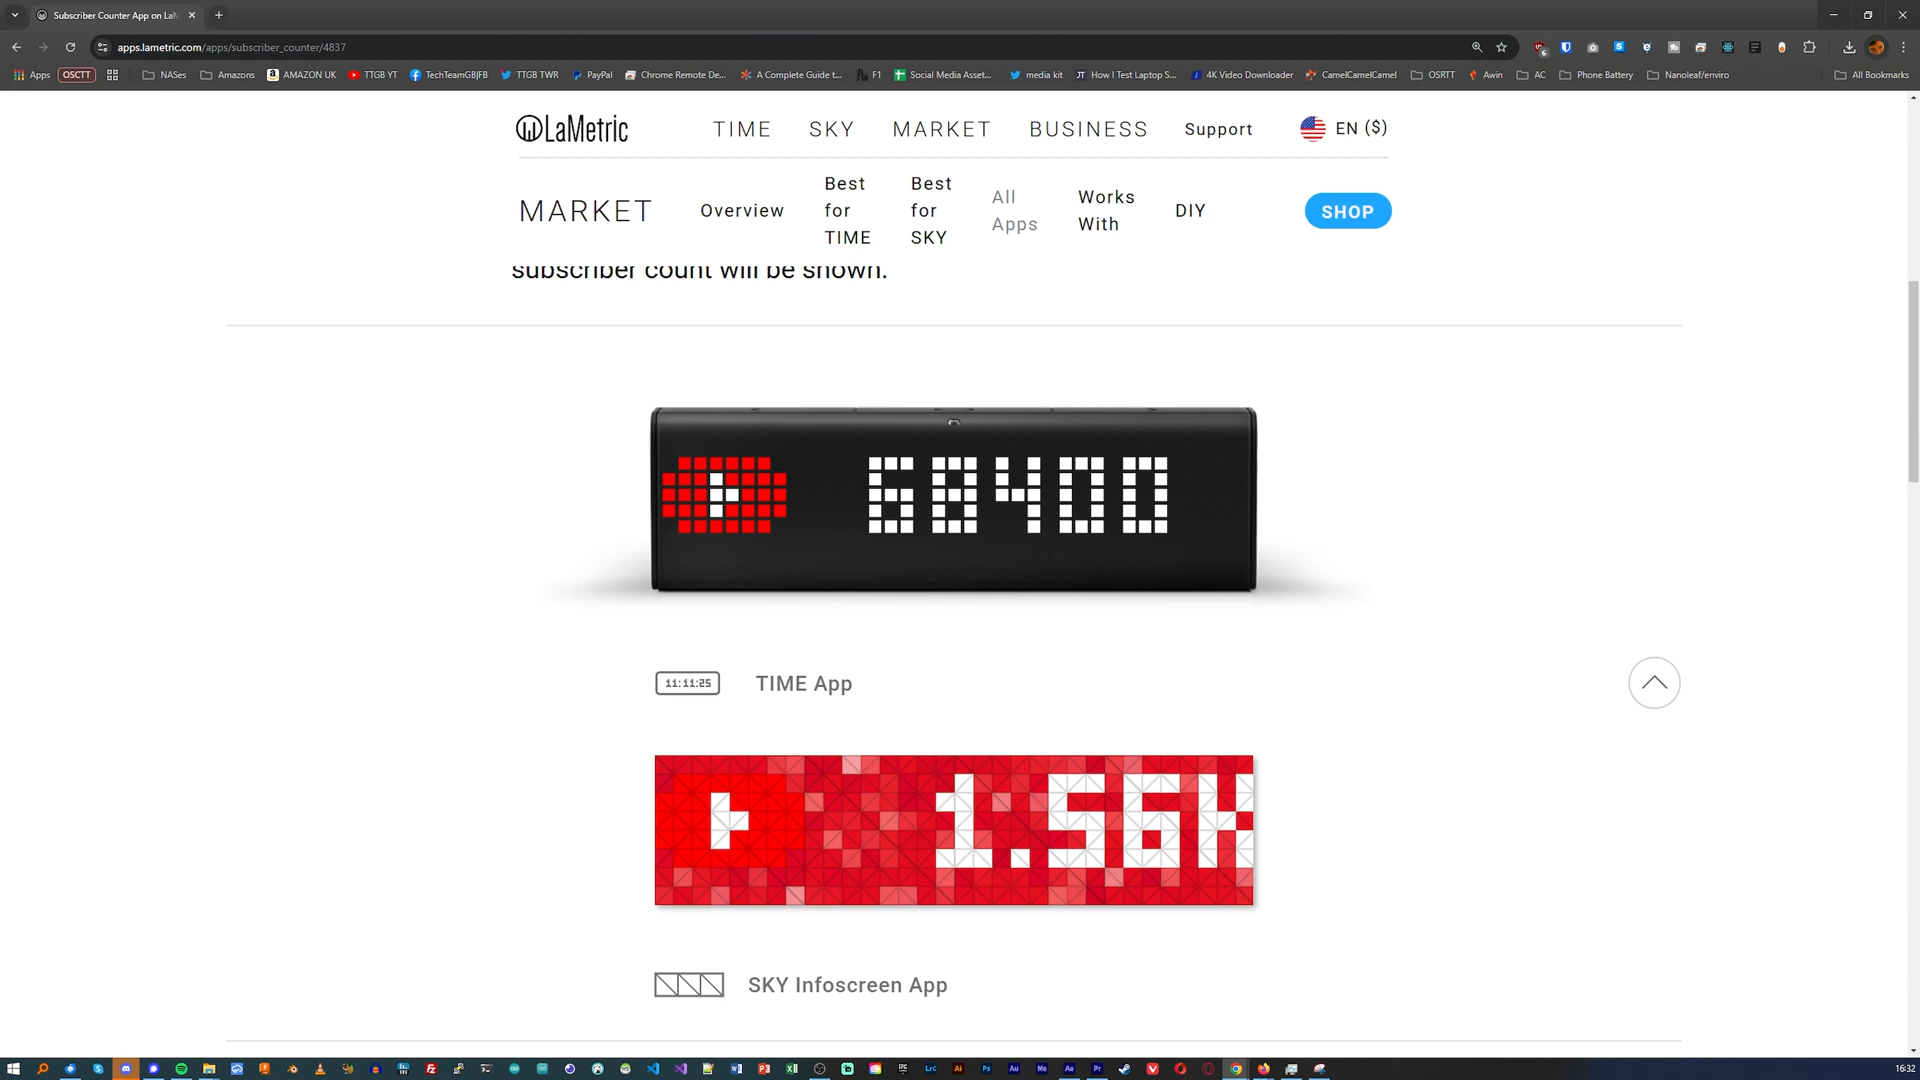 Subscriber Counter App on LaM
apps.lametric.com/apps/subscriber_counter/4837
Apps OSCTT NASes Amazons AMAZON UK TTGB YT TechTeamGB|FB TTGB TWR PayPal Chrome Remote De... A Complete Guide t... F1 Social Media Asset... media kit How I Test Laptop S... 4K Video Downloader CamelCamelCamel OSRTT Awin AC Phone Battery Nanoleaf/enviro All Bookmarks
LaMetric TIME SKY MARKET BUSINESS Support EN ($)
MARKET Overview Best for TIME Best for SKY All Apps Works With DIY SHOP
subscriber count will be shown.
68400
11:11:25 TIME App
1.56K
SKY Infoscreen App
16:32